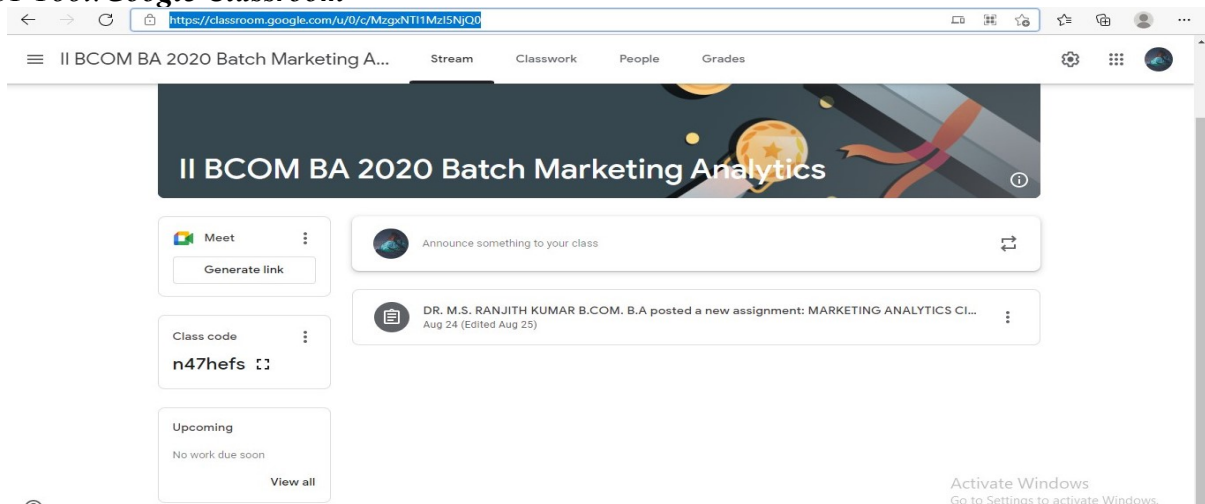 Tool: Google Classroom
https://classroom.google.com/u/0/c/MzgxNTI1MzI5NjQ0
II BCOM BA 2020 Batch Marketing A... Stream Classwork People Grades
II BCOM BA 2020 Batch Marketing Analytics
Meet
Generate link
Announce something to your class
DR. M.S. RANJITH KUMAR B.COM. B.A posted a new assignment: MARKETING ANALYTICS CI...
Aug 24 (Edited Aug 25)
Class code
n47hefs
Upcoming
No work due soon
View all
Activate Windows
Go to Settings to activate Windows.